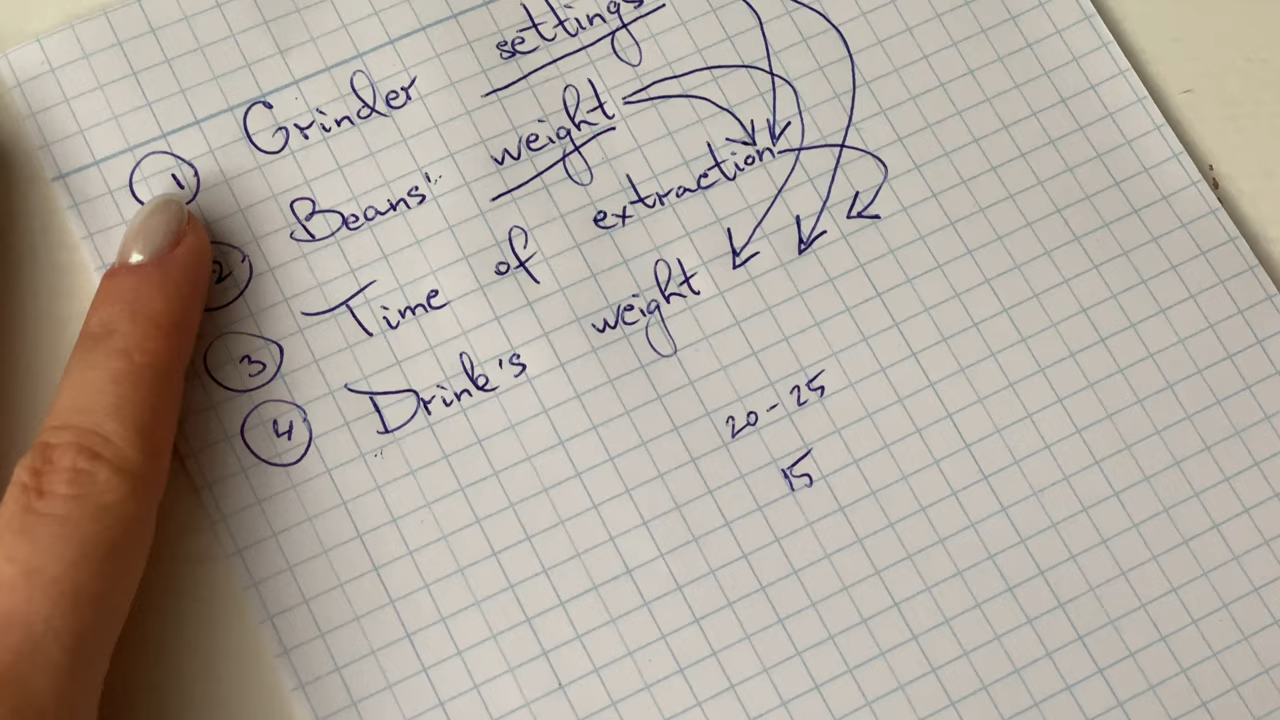 ① Grinder settings
② Beans' weight
③ Time of extraction
④ Drink's weight
20-25
15